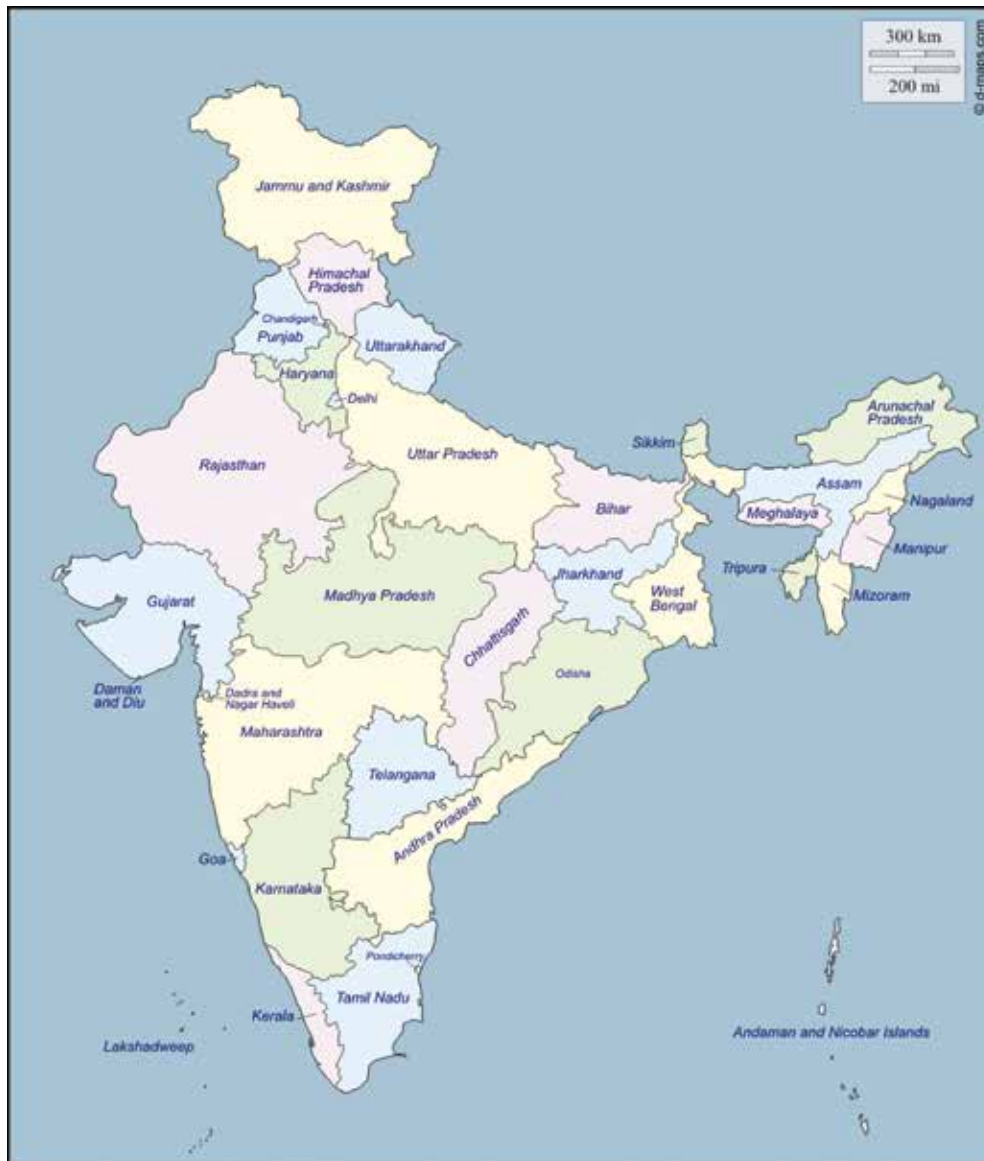 300 km
200 mi
© d-maps.com
Jammu and Kashmir
Himachal
Pradesh
Chandigarh
Punjab
Uttarakhand
Haryana
Delhi
Arunachal
Pradesh
Sikkim
Uttar Pradesh
Rajasthan
Assam
Nagaland
Bihar
Meghalaya
Manipur
Tripura
Jharkhand
Mizoram
West
Bengal
Madhya Pradesh
Gujarat
Chhattisgarh
Odisha
Daman
and Diu
Dadra and
Nagar Haveli
Maharashtra
Telangana
Andhra Pradesh
Goa
Karnataka
Pondicherry
Tamil Nadu
Kerala
Lakshadweep
Andaman and Nicobar Islands